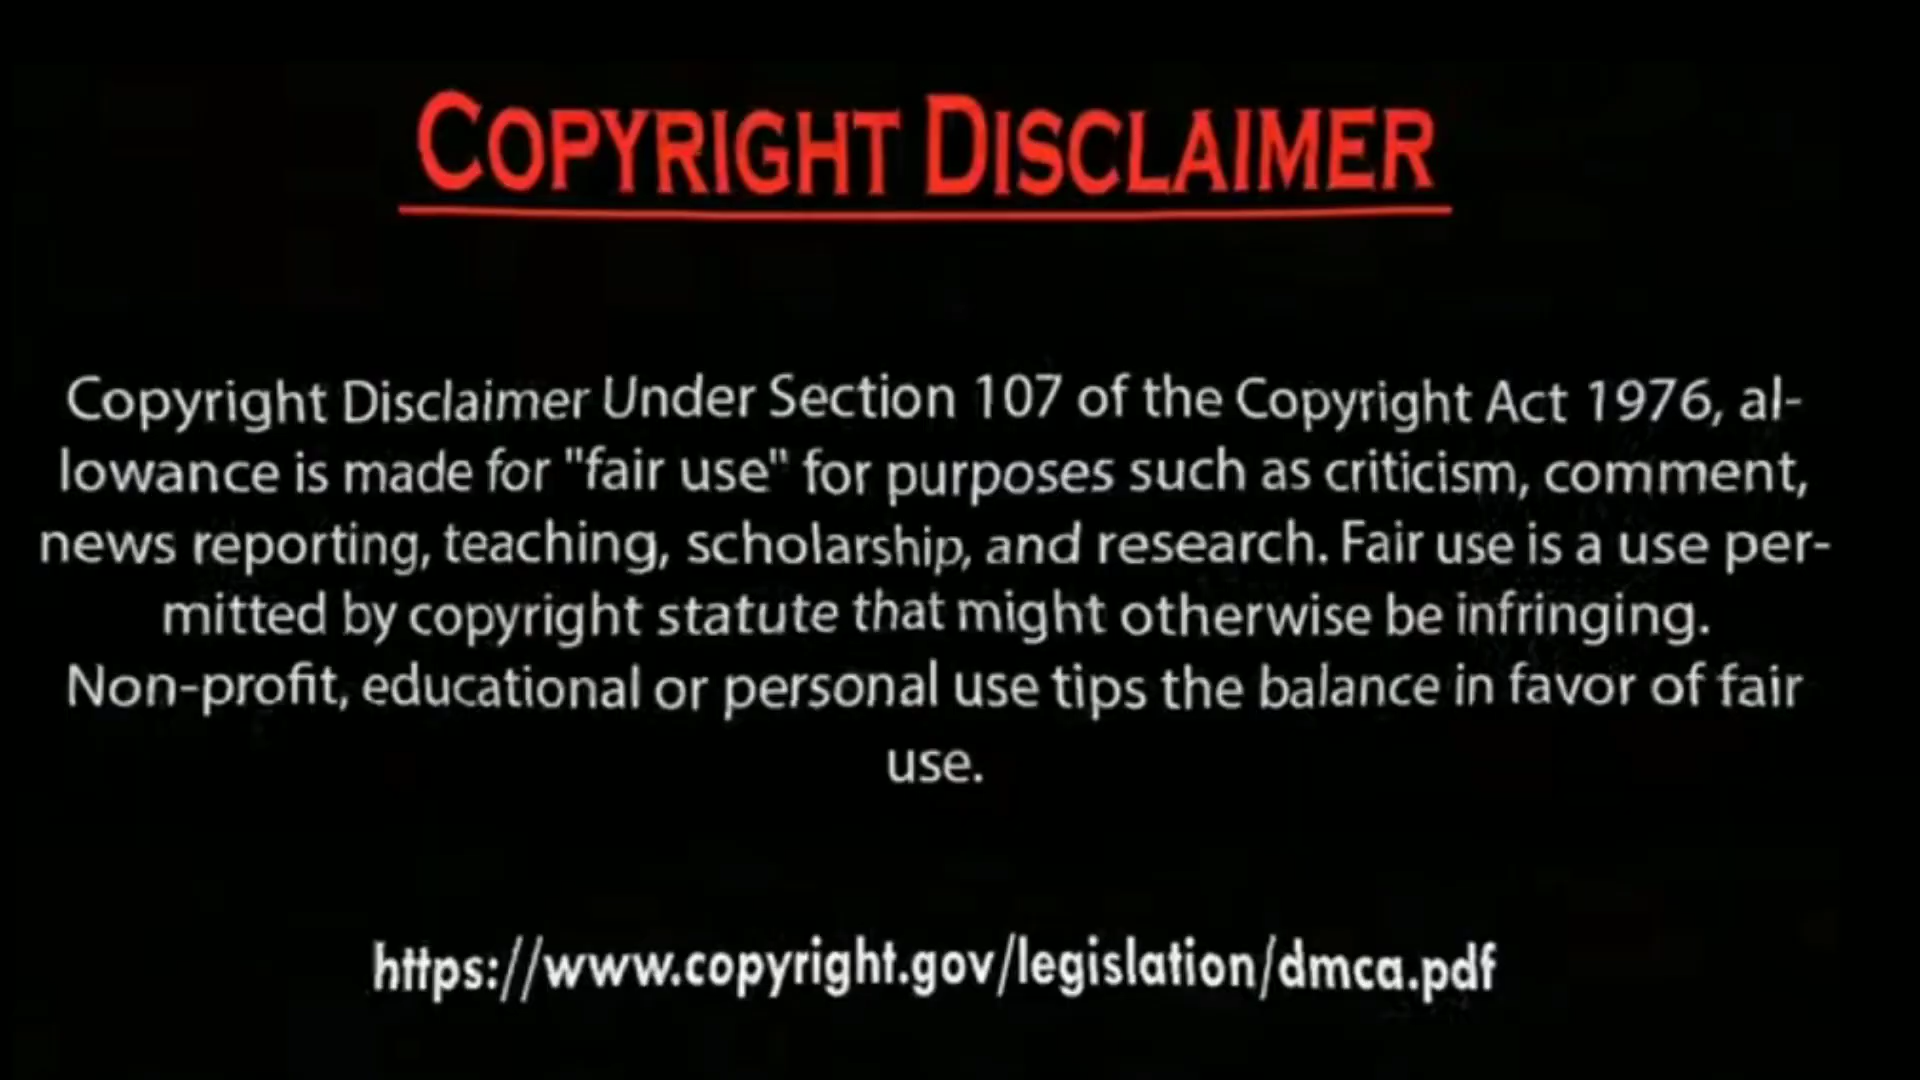 COPYRIGHT DISCLAIMER
Copyright Disclaimer Under Section 107 of the Copyright Act 1976, al-
lowance is made for "fair use" for purposes such as criticism, comment,
news reporting, teaching, scholarship, and research. Fair use is a use per-
mitted by copyright statute that might otherwise be infringing.
Non-profit, educational or personal use tips the balance in favor of fair
use.
https://www.copyright.gov/legislation/dmca.pdf